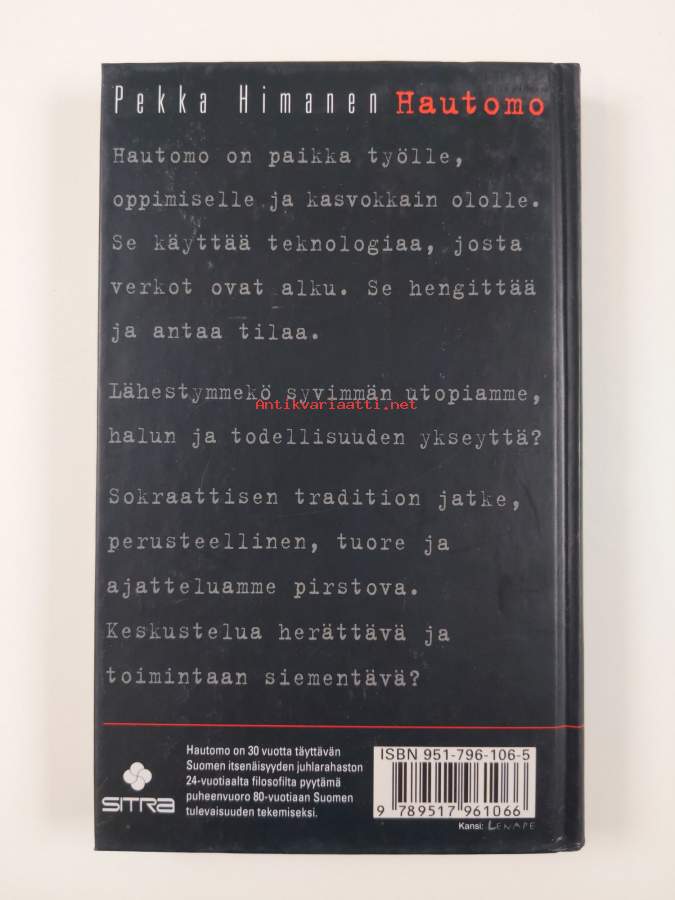 Pekka Himanen Hautomo
Hautomo on paikka työlle,
oppimiselle ja kasvokkain ololle.
Se käyttää teknologiaa, josta
verkot ovat alku. Se hengittää
ja antaa tilaa.
Lähestymmekö syvimmän utopiamme,
Antikvariaatti.net
halun ja todellisuuden ykseyttä?
Sokraattisen tradition jatke,
perusteellinen, tuore ja
ajatteluamme pirstova.
Keskustelua herättävä ja
toimintaan siementävä?
SITRA
Hautomo on 30 vuotta täyttävän
Suomen itsenäisyyden juhlarahaston
24-vuotiaalta filosofilta pyytämä
puheenvuoro 80-vuotiaan Suomen
tulevaisuuden tekemiseksi.
ISBN 951-796-106-5
9 789517 961066
Kansi: LENAPE